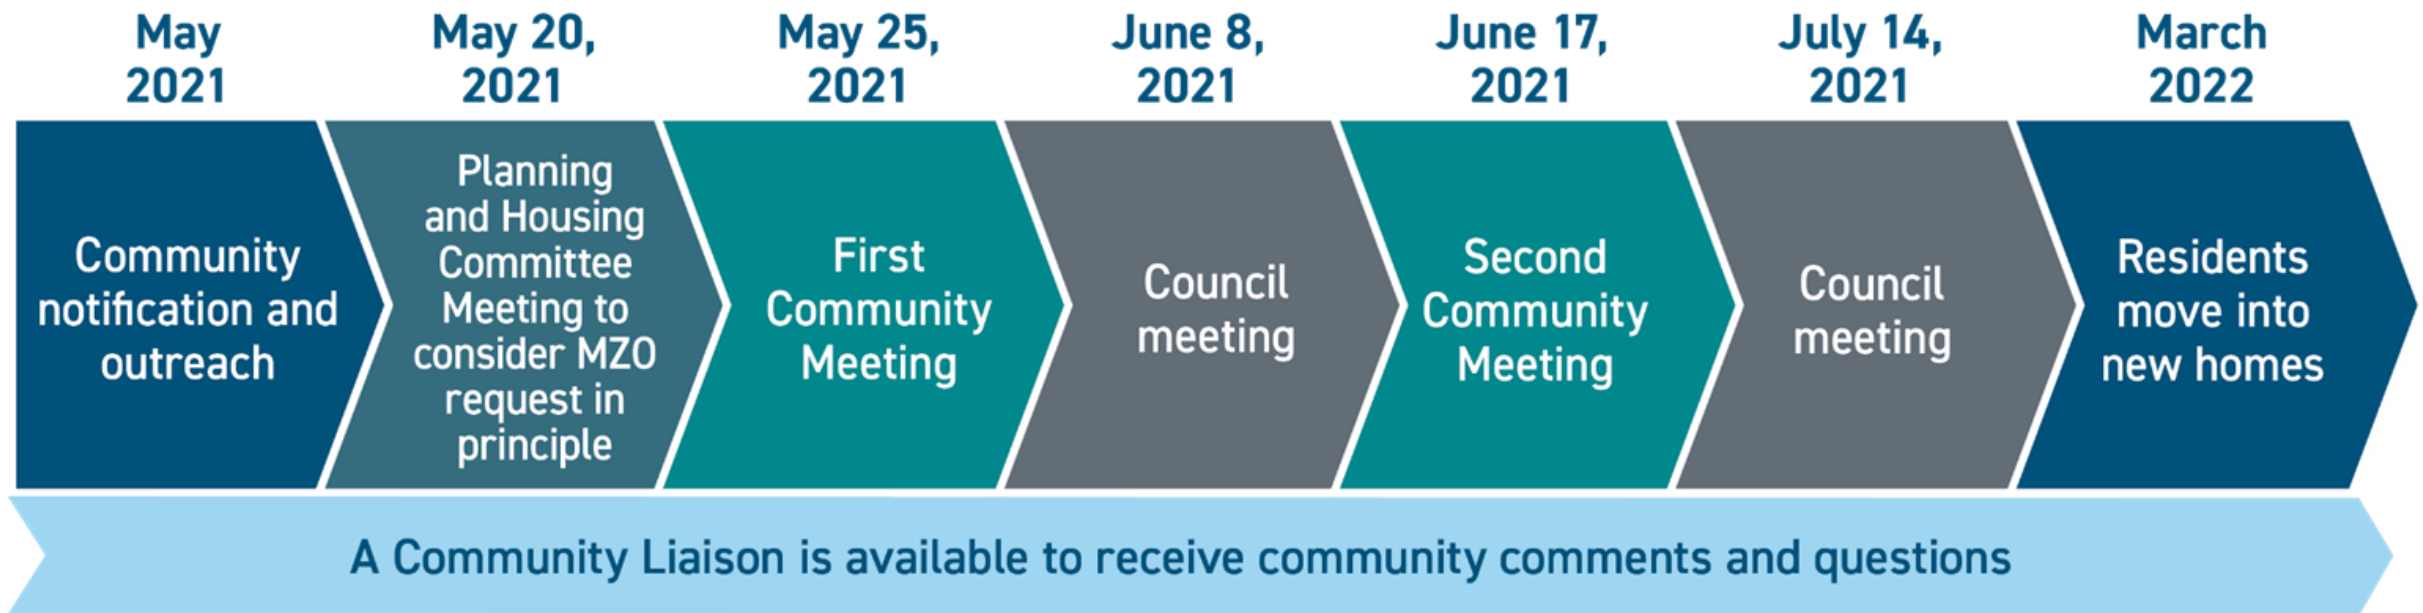 May
2021
May 20,
2021
May 25,
2021
June 8,
2021
June 17,
2021
July 14,
2021
March
2022
Community
notification and
outreach
Planning
and Housing
Committee
Meeting to
consider MZO
request in
principle
First
Community
Meeting
Council
meeting
Second
Community
Meeting
Council
meeting
Residents
move into
new homes
A Community Liaison is available to receive community comments and questions